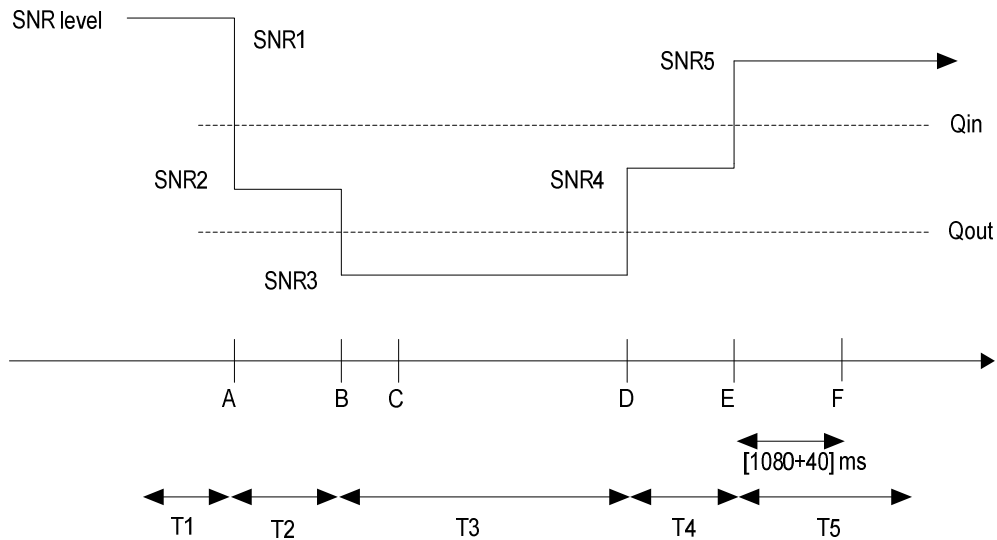 SNR level
SNR1
SNR5
Qin
SNR2
SNR4
Qout
SNR3
A B C D E F
[1080+40] ms
T1 T2 T3 T4 T5